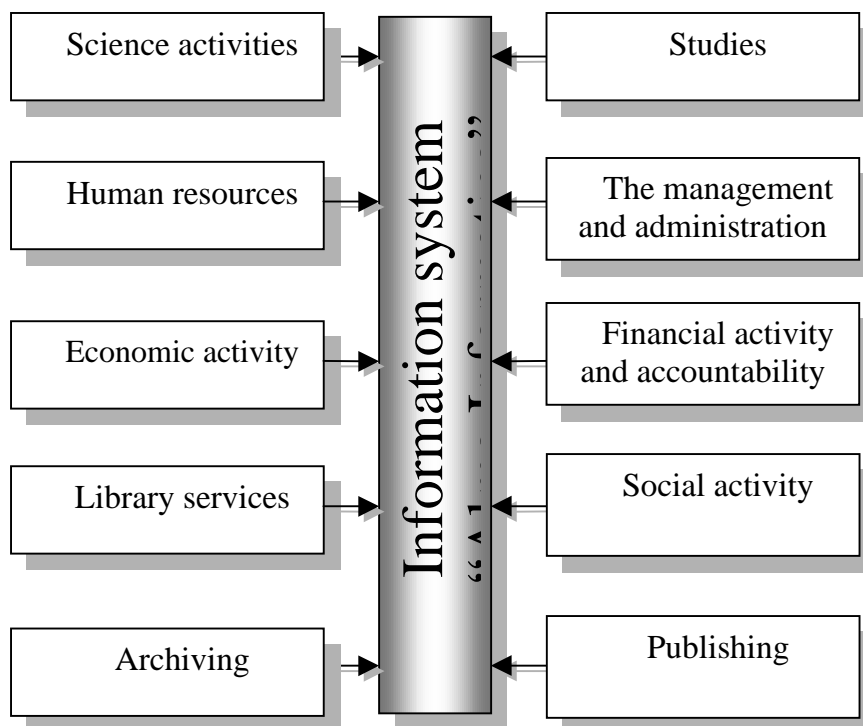 Science activities
Human resources
Economic activity
Library services
Archiving
Information system
Studies
The management
and administration
Financial activity
and accountability
Social activity
Publishing